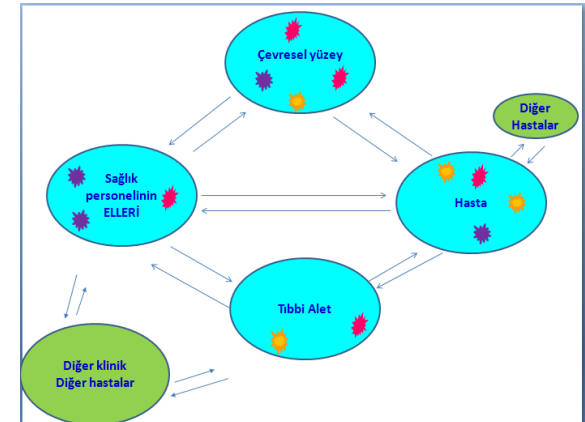 Çevresel yüzey
Diğer
Hastalar
Sağlık
personelinin
ELLERİ
Hasta
Tıbbi Alet
Diğer klinik
Diğer hastalar